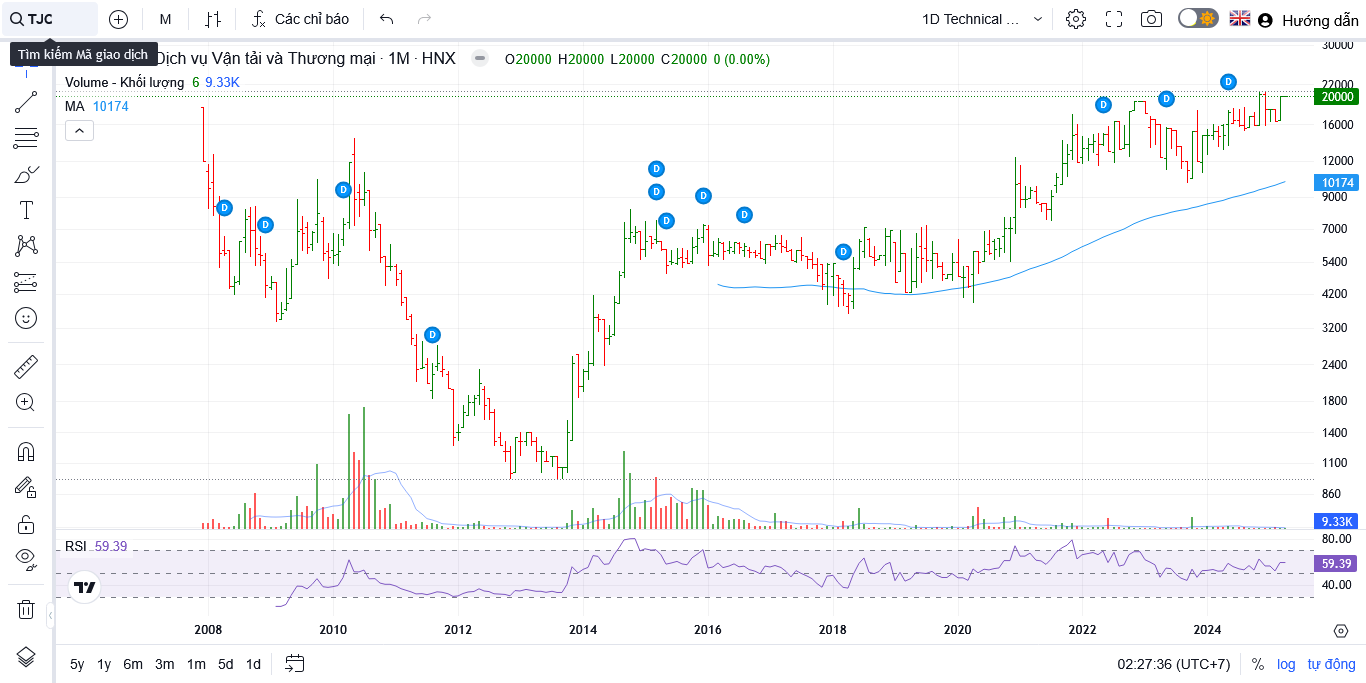 TJC
M
Các chỉ báo
1D Technical ...
Hướng dẫn
Tìm kiếm Mã giao dịch
Dịch vụ Vận tải và Thương mại · 1M · HNX
O20000 H20000 L20000 C20000 0 (0.00%)
Volume - Khối lượng 6 9.33K
MA 10174
30000
22000
20000
16000
12000
10174
9000
7000
5400
4200
3200
2400
1800
1400
1100
860
9.33K
D
D
D
D
D
D
D
D
D
D
D
D
D
RSI 59.39
80.00
59.39
40.00
2008 2010 2012 2014 2016 2018 2020 2022 2024
5y 1y 6m 3m 1m 5d 1d
02:27:36 (UTC+7) % log tự động